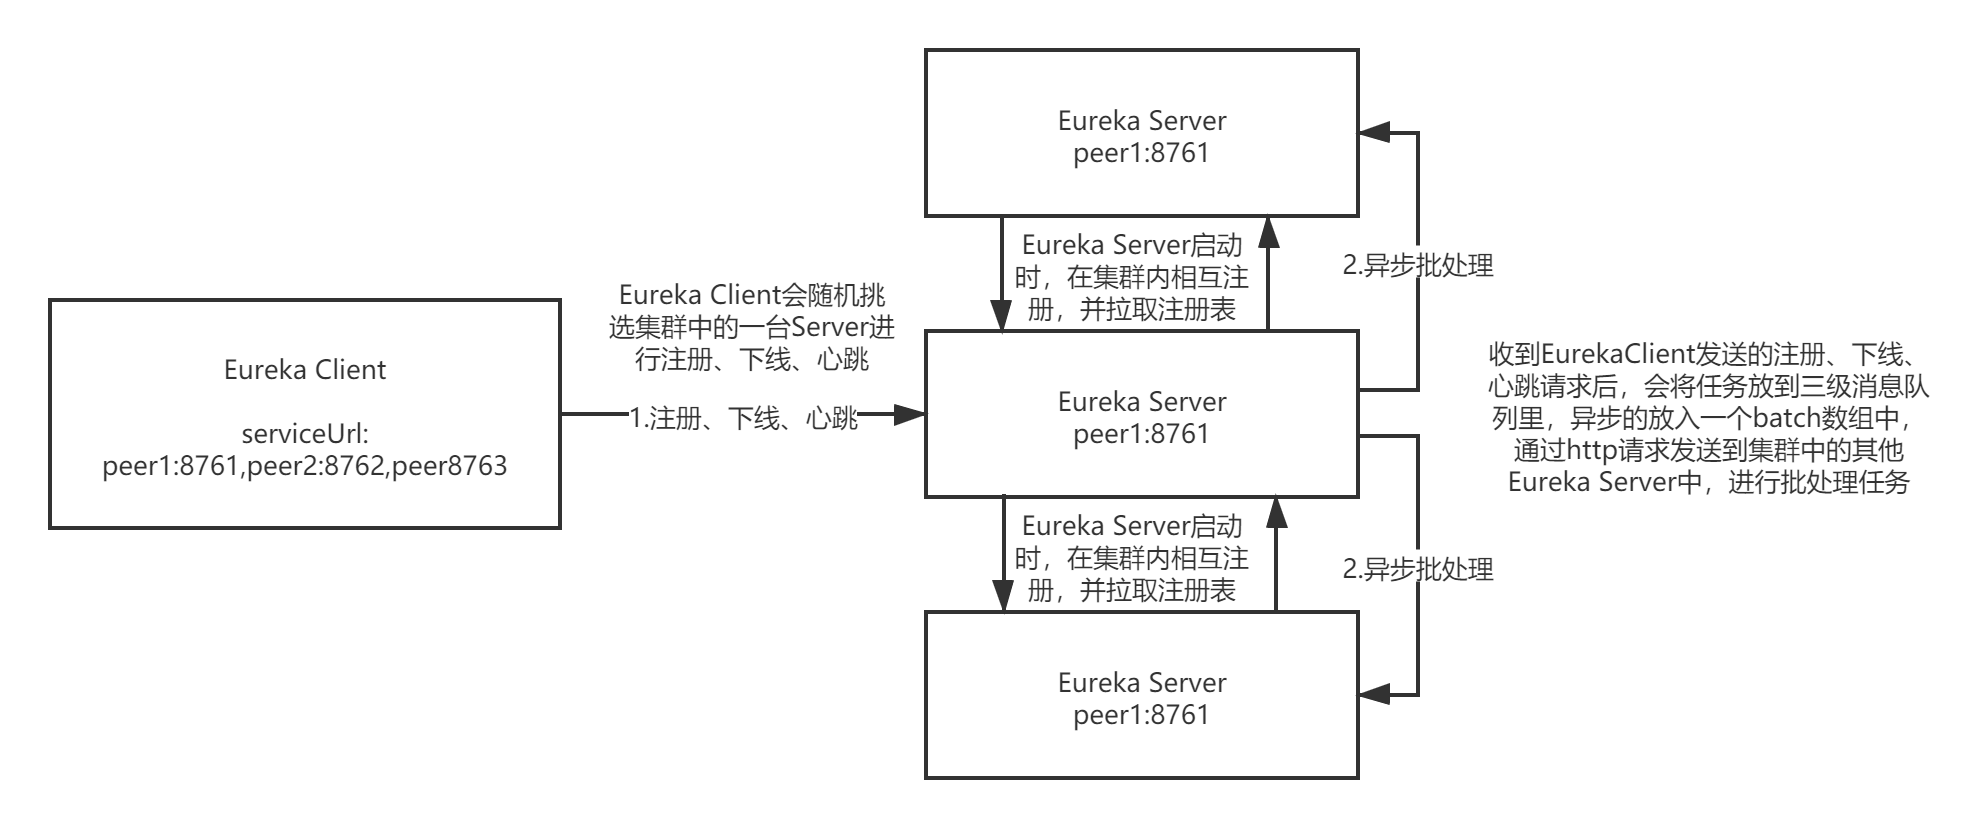 Eureka Client
serviceUrl:
peer1:8761,peer2:8762,peer8763
Eureka Client会随机挑
选集群中的一台Server进
行注册、下线、心跳
1.注册、下线、心跳
Eureka Server
peer1:8761
Eureka Server启动
时，在集群内相互注
册，并拉取注册表
Eureka Server
peer1:8761
Eureka Server启动
时，在集群内相互注
册，并拉取注册表
Eureka Server
peer1:8761
2.异步批处理
2.异步批处理
收到EurekaClient发送的注册、下线、
心跳请求后，会将任务放到三级消息队
列里，异步的放入一个batch数组中，
通过http请求发送到集群中的其他
Eureka Server中，进行批处理任务